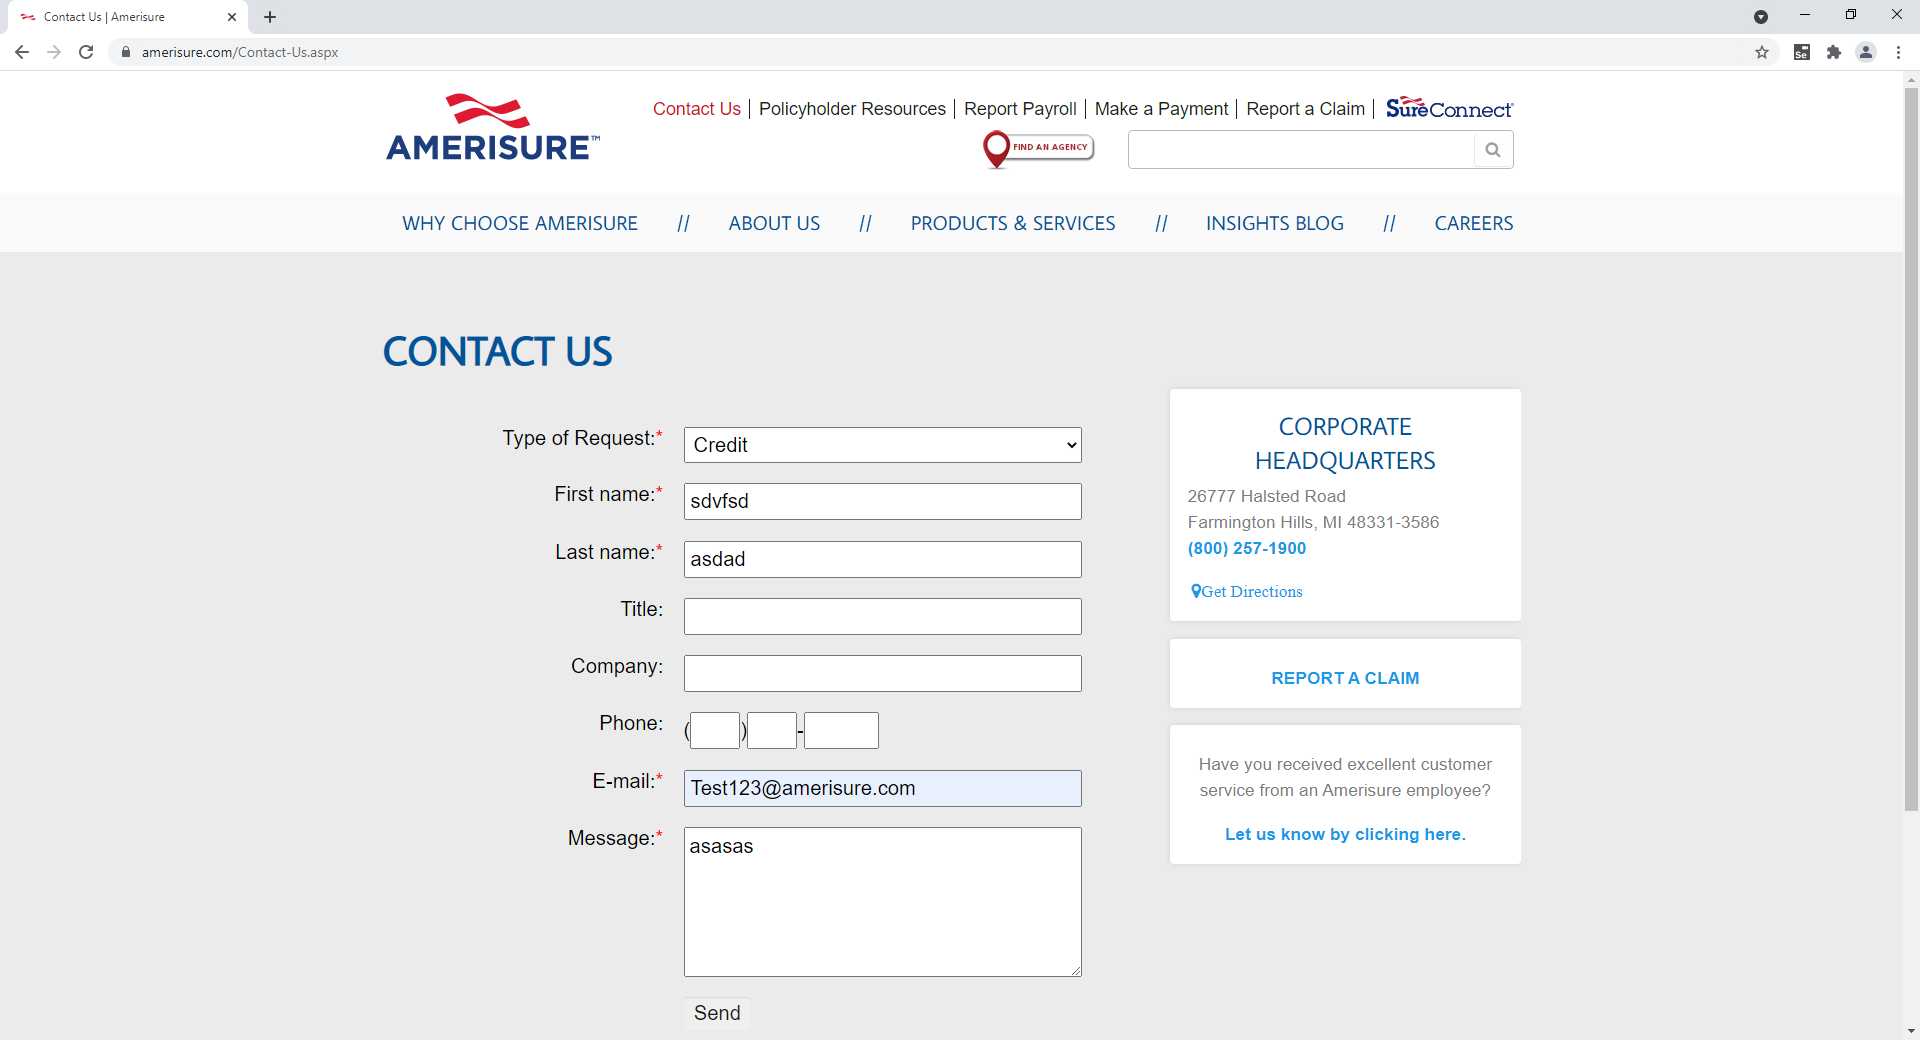 Contact Us | Amerisure
amerisure.com/Contact-Us.aspx
Se
AMERISURE™
Contact Us
Policyholder Resources
Report Payroll
Make a Payment
Report a Claim
SureConnect
FIND AN AGENCY
WHY CHOOSE AMERISURE // ABOUT US // PRODUCTS & SERVICES // INSIGHTS BLOG // CAREERS
CONTACT US
Type of Request:* Credit
First name:* sdvfsd
Last name:* asdad
Title:
Company:
Phone: ( ) -
E-mail:* Test123@amerisure.com
Message:* asasas
Send
CORPORATE
HEADQUARTERS
26777 Halsted Road
Farmington Hills, MI 48331-3586
(800) 257-1900
Get Directions
REPORT A CLAIM
Have you received excellent customer
service from an Amerisure employee?
Let us know by clicking here.